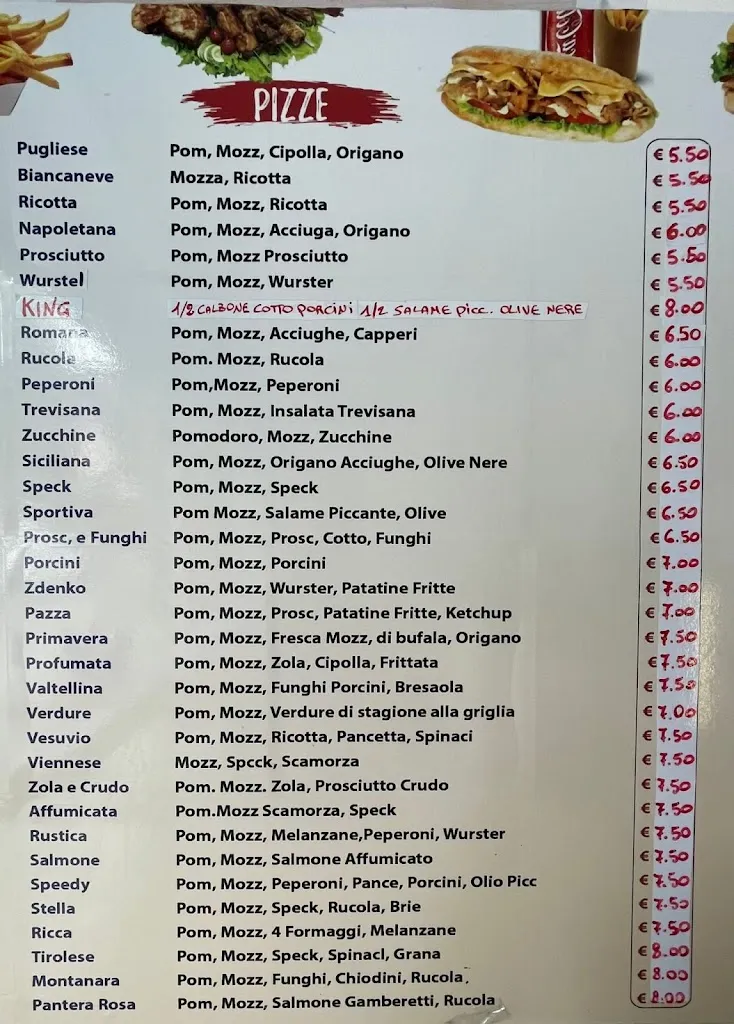 PIZZE
Pugliese Pom, Mozz, Cipolla, Origano € 5.50
Biancaneve Mozza, Ricotta € 5.50
Ricotta Pom, Mozz, Ricotta € 5.50
Napoletana Pom, Mozz, Acciuga, Origano € 6.00
Prosciutto Pom, Mozz Prosciutto € 5.50
Wurstel Pom, Mozz, Wurster € 5.50
KING 1/2 CALZONE COTTO PORCINI 1/2 SALAME PICC. OLIVE NERE € 8.00
Romana Pom, Mozz, Acciughe, Capperi € 6.50
Rucola Pom. Mozz, Rucola € 6.00
Peperoni Pom,Mozz, Peperoni € 6.00
Trevisana Pom, Mozz, Insalata Trevisana € 6.00
Zucchine Pomodoro, Mozz, Zucchine € 6.00
Siciliana Pom, Mozz, Origano Acciughe, Olive Nere € 6.50
Speck Pom, Mozz, Speck € 6.50
Sportiva Pom Mozz, Salame Piccante, Olive € 6.50
Prosc, e Funghi Pom, Mozz, Prosc, Cotto, Funghi € 6.50
Porcini Pom, Mozz, Porcini € 7.00
Zdenko Pom, Mozz, Wurster, Patatine Fritte € 7.00
Pazza Pom, Mozz, Prosc, Patatine Fritte, Ketchup € 7.00
Primavera Pom, Mozz, Fresca Mozz, di bufala, Origano € 7.50
Profumata Pom, Mozz, Zola, Cipolla, Frittata € 7.50
Valtellina Pom, Mozz, Funghi Porcini, Bresaola € 7.50
Verdure Pom, Mozz, Verdure di stagione alla griglia € 7.00
Vesuvio Pom, Mozz, Ricotta, Pancetta, Spinaci € 7.50
Viennese Mozz, Spcck, Scamorza € 7.50
Zola e Crudo Pom. Mozz. Zola, Prosciutto Crudo € 7.50
Affumicata Pom.Mozz Scamorza, Speck € 7.50
Rustica Pom, Mozz, Melanzane,Peperoni, Wurster € 7.50
Salmone Pom, Mozz, Salmone Affumicato € 7.50
Speedy Pom, Mozz, Peperoni, Pance, Porcini, Olio Picc € 7.50
Stella Pom, Mozz, Speck, Rucola, Brie € 7.50
Ricca Pom, Mozz, 4 Formaggi, Melanzane € 7.50
Tirolese Pom, Mozz, Speck, Spinacl, Grana € 8.00
Montanara Pom, Mozz, Funghi, Chiodini, Rucola. € 8.00
Pantera Rosa Pom, Mozz, Salmone Gamberetti, Rucola € 8.00